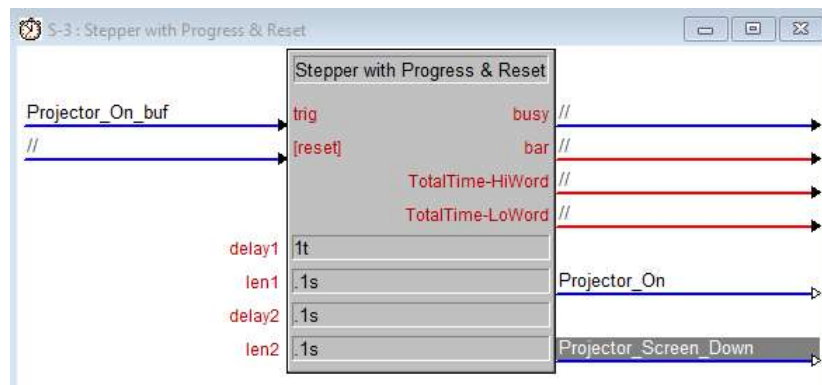 S-3 : Stepper with Progress & Reset
Stepper with Progress & Reset
Projector_On_buf trig busy //
// [reset] bar //
TotalTime-HiWord //
TotalTime-LoWord //
delay1 1t
len1 .1s Projector_On
delay2 .1s
len2 .1s Projector_Screen_Down